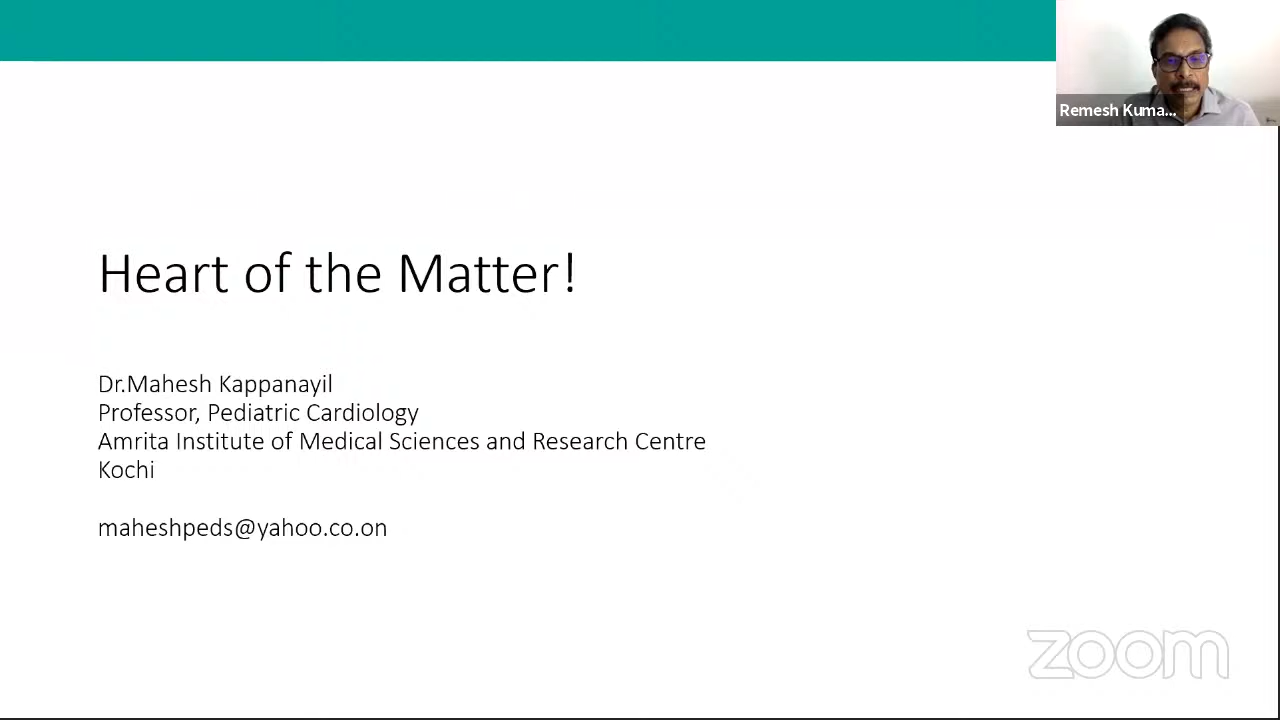 Remesh Kuma...
Heart of the Matter!
Dr.Mahesh Kappanayil
Professor, Pediatric Cardiology
Amrita Institute of Medical Sciences and Research Centre
Kochi
maheshpeds@yahoo.co.on
zoom